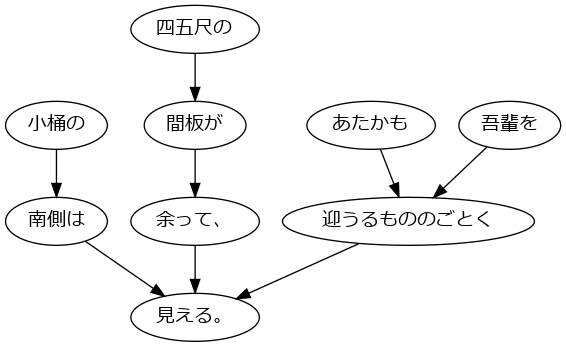 四五尺の
小桶の
間板が
あたかも
吾輩を
南側は
余って、
迎うるもののごとく
見える。